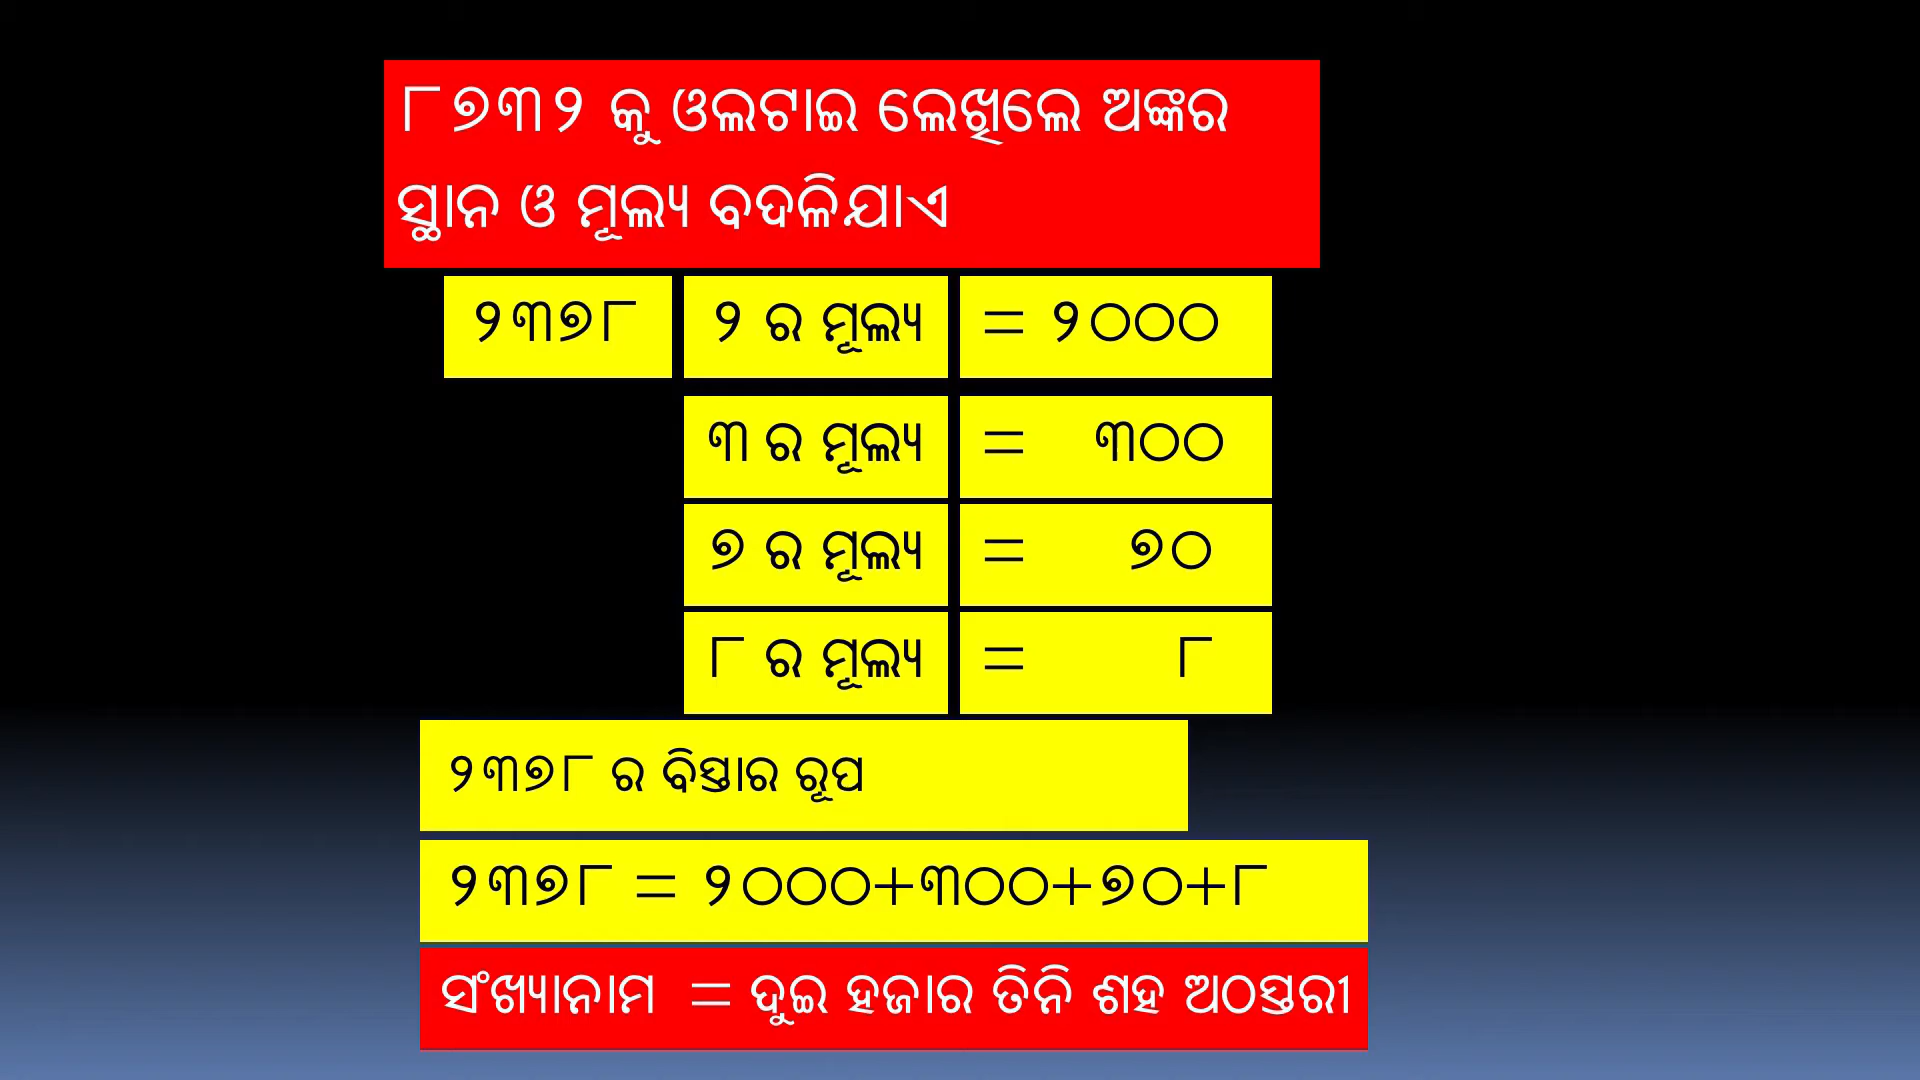 ୮୭୩୨ କୁ ଓଲଟାଇ ଲେଖିଲେ ଅଙ୍କର
ସ୍ଥାନ ଓ ମୂଲ୍ୟ ବଦଳିଯାଏ
୨୩୭୮ ୨ ର ମୂଲ୍ୟ = ୨୦୦୦
୩ ର ମୂଲ୍ୟ = ୩୦୦
୭ ର ମୂଲ୍ୟ = ୭୦
୮ ର ମୂଲ୍ୟ = ୮
୨୩୭୮ ର ବିସ୍ତାର ରୂପ
୨୩୭୮ = ୨୦୦୦+୩୦୦+୭୦+୮
ସଂଖ୍ୟାନାମ = ଦୁଇ ହଜାର ତିନି ଶହ ଅଠସ୍ତରୀ